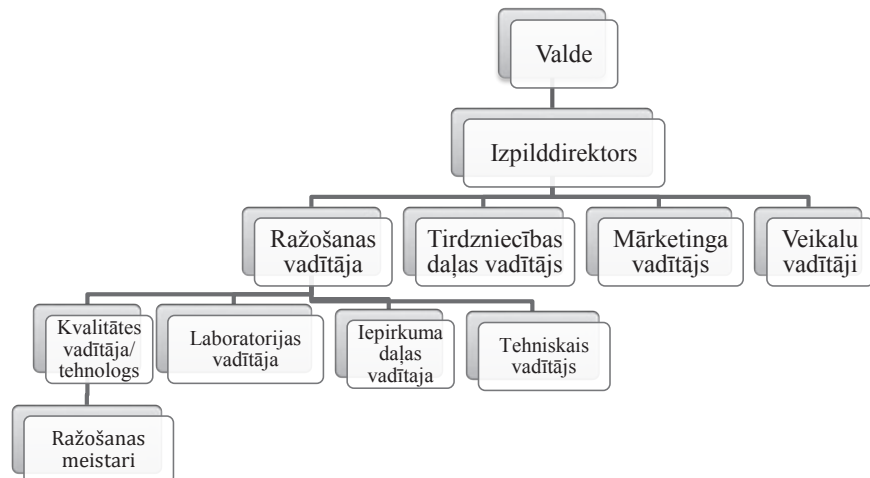 Valde
Izpilddirektors
Ražošanas
vadītāja
Tirdzniecības
daļas vadītājs
Mārketinga
vadītājs
Veikalu
vadītāji
Kvalitātes
vadītāja/
tehnologs
Laboratorijas
vadītāja
Iepirkuma
daļas
vadītaja
Tehniskais
vadītājs
Ražošanas
meistari